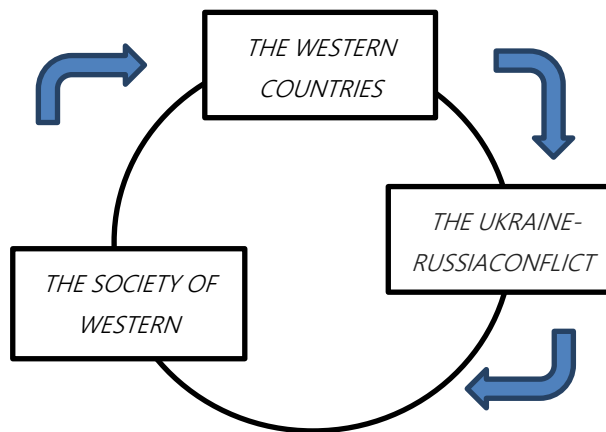 THE WESTERN
COUNTRIES
THE UKRAINE-
RUSSIACONFLICT
THE SOCIETY OF
WESTERN